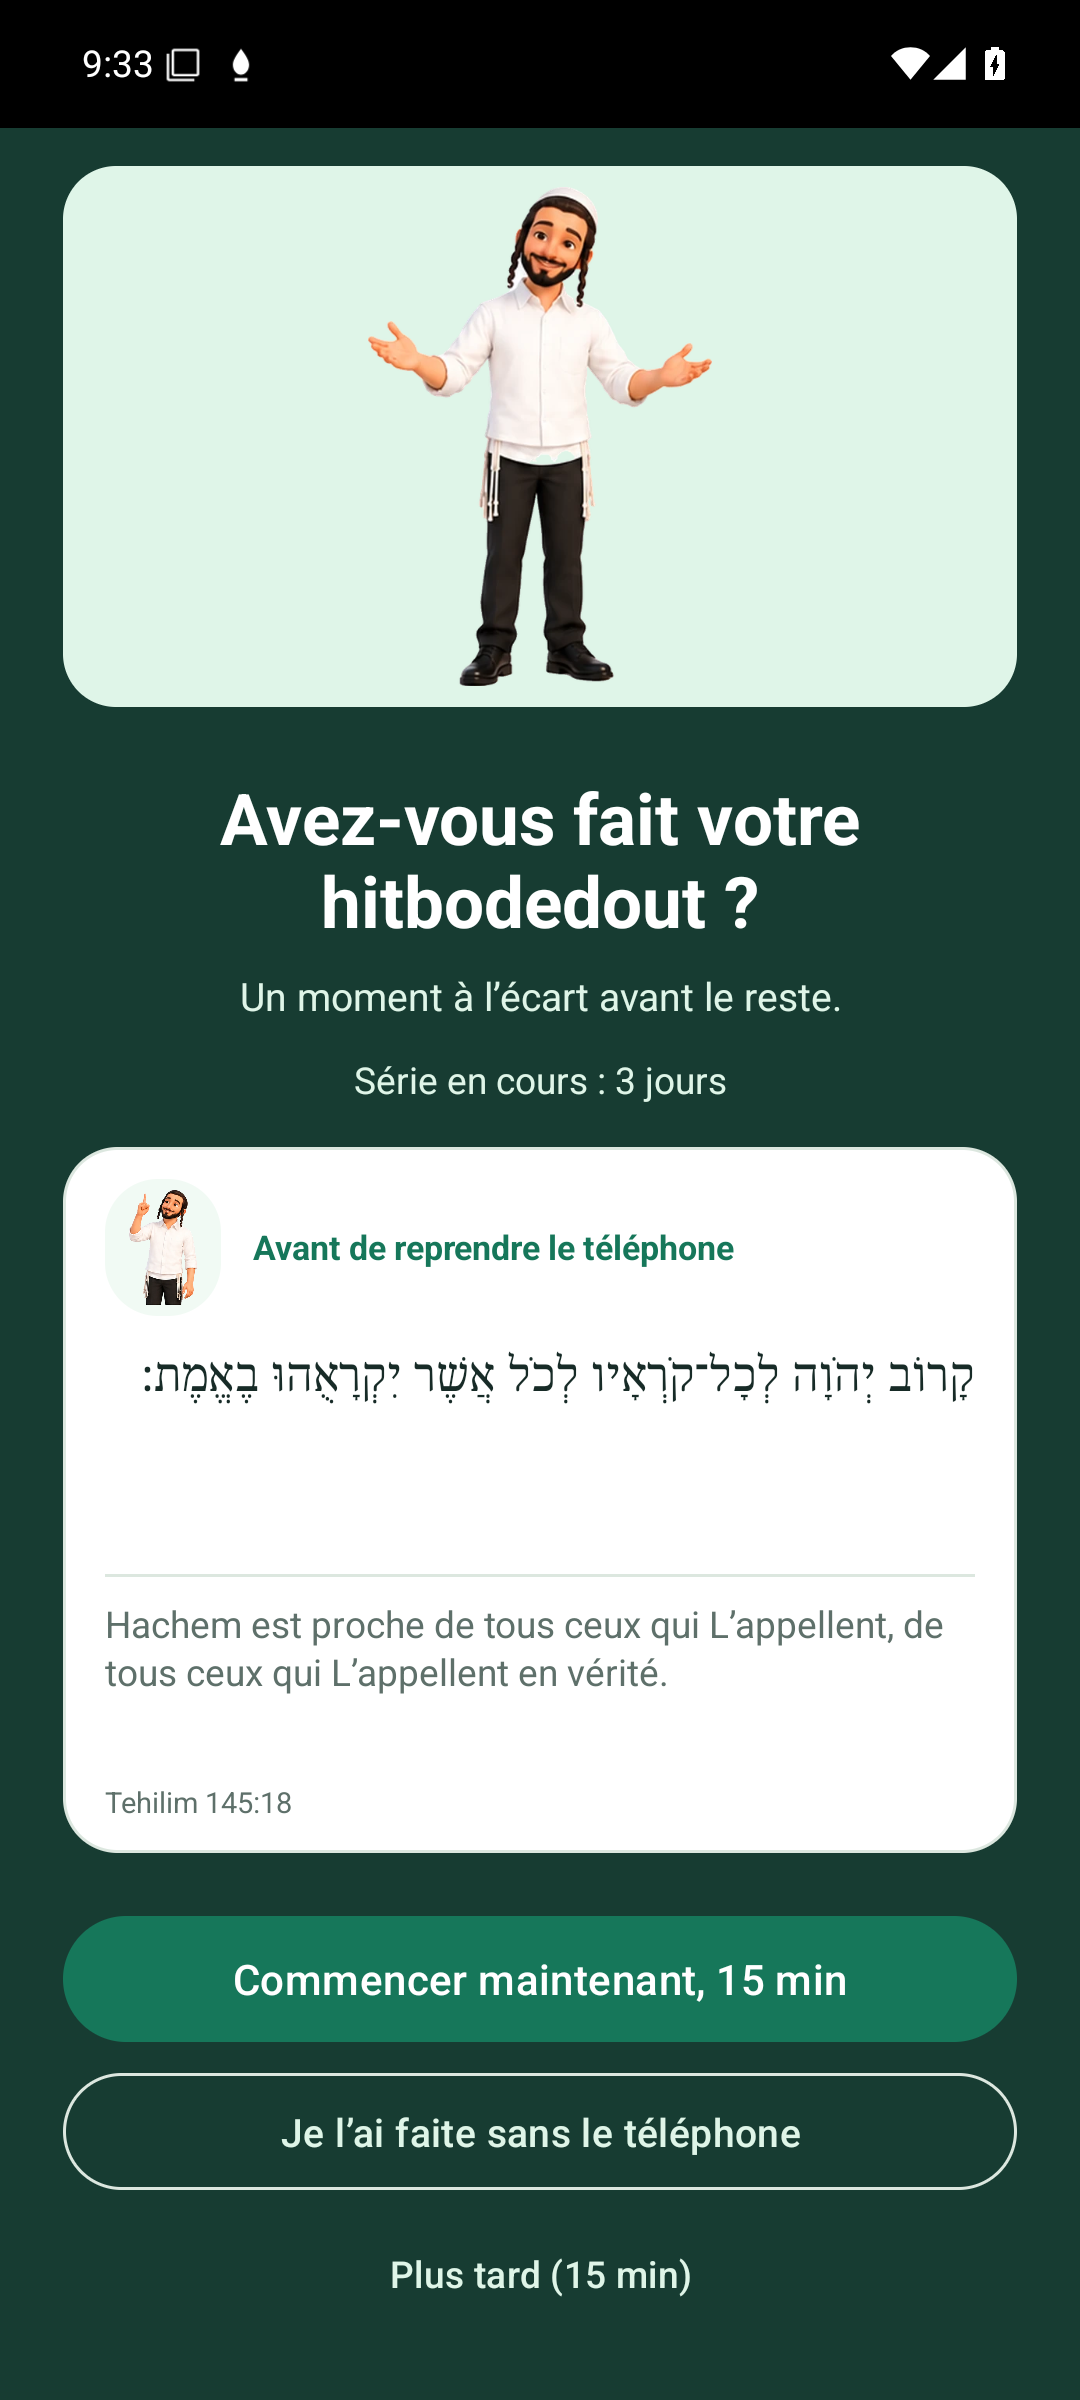 9:33
Avez-vous fait votre
hitbodedout ?
Un moment à l’écart avant le reste.
Série en cours : 3 jours
Avant de reprendre le téléphone
קָרוֹב יְהֹוָה לְכׇל־קֹרְאָיו לְכֹל אֲשֶׁר יִקְרָאֻהוּ בֶאֱמֶת׃
Hachem est proche de tous ceux qui L’appellent, de
tous ceux qui L’appellent en vérité.
Tehilim 145:18
Commencer maintenant, 15 min
Je l’ai faite sans le téléphone
Plus tard (15 min)